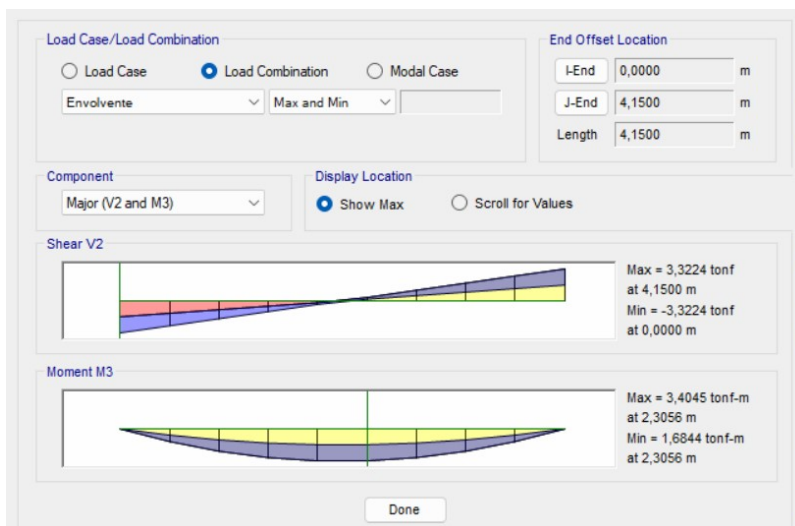 Load Case/Load Combination
Load Case Load Combination Modal Case
Envolvente Max and Min
End Offset Location
I-End 0,0000 m
J-End 4,1500 m
Length 4,1500 m
Component
Major (V2 and M3)
Display Location
Show Max Scroll for Values
Shear V2
Max = 3,3224 tonf
at 4,1500 m
Min = -3,3224 tonf
at 0,0000 m
Moment M3
Max = 3,4045 tonf-m
at 2,3056 m
Min = 1,6844 tonf-m
at 2,3056 m
Done